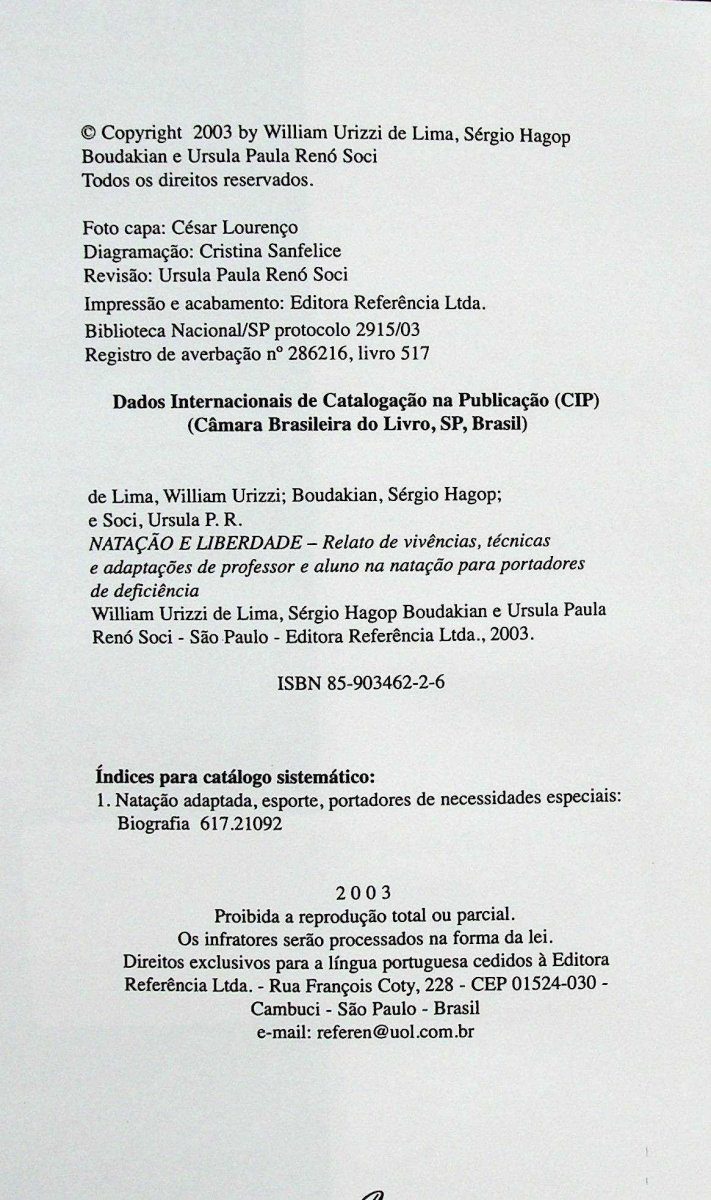 © Copyright 2003 by William Urizzi de Lima, Sérgio Hagop
Boudakian e Ursula Paula Renó Soci
Todos os direitos reservados.
Foto capa: César Lourenço
Diagramação: Cristina Sanfelice
Revisão: Ursula Paula Renó Soci
Impressão e acabamento: Editora Referência Ltda.
Biblioteca Nacional/SP protocolo 2915/03
Registro de averbação nº 286216, livro 517
Dados Internacionais de Catalogação na Publicação (CIP)
(Câmara Brasileira do Livro, SP, Brasil)
de Lima, William Urizzi; Boudakian, Sérgio Hagop;
e Soci, Ursula P. R.
NATAÇÃO E LIBERDADE – Relato de vivências, técnicas
e adaptações de professor e aluno na natação para portadores
de deficiência
William Urizzi de Lima, Sérgio Hagop Boudakian e Ursula Paula
Renó Soci - São Paulo - Editora Referência Ltda., 2003.
ISBN 85-903462-2-6
Índices para catálogo sistemático:
1. Natação adaptada, esporte, portadores de necessidades especiais:
Biografia 617.21092
2 0 0 3
Proibida a reprodução total ou parcial.
Os infratores serão processados na forma da lei.
Direitos exclusivos para a língua portuguesa cedidos à Editora
Referência Ltda. - Rua François Coty, 228 - CEP 01524-030 -
Cambuci - São Paulo - Brasil
e-mail: referen@uol.com.br